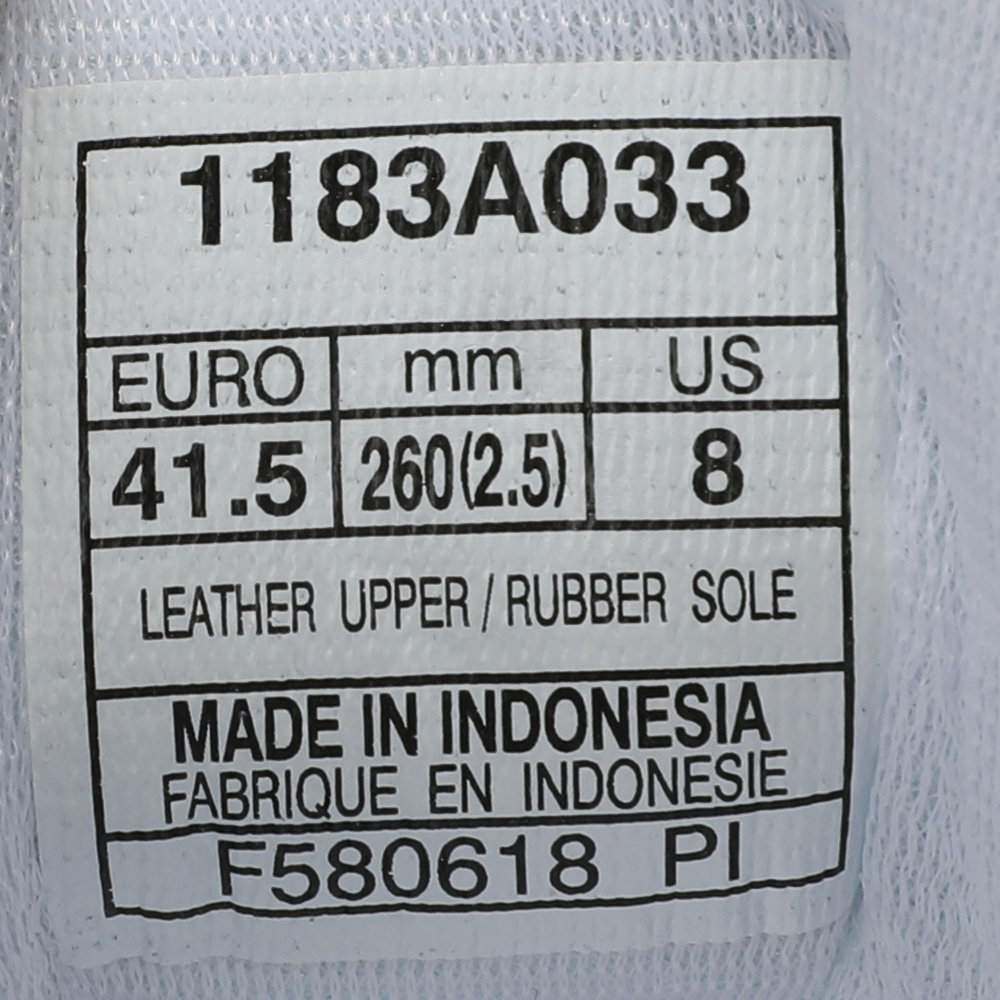 1183A033
EURO mm US
41.5 260(2.5) 8
LEATHER UPPER / RUBBER SOLE
MADE IN INDONESIA
FABRIQUE EN INDONESIE
F580618 PI